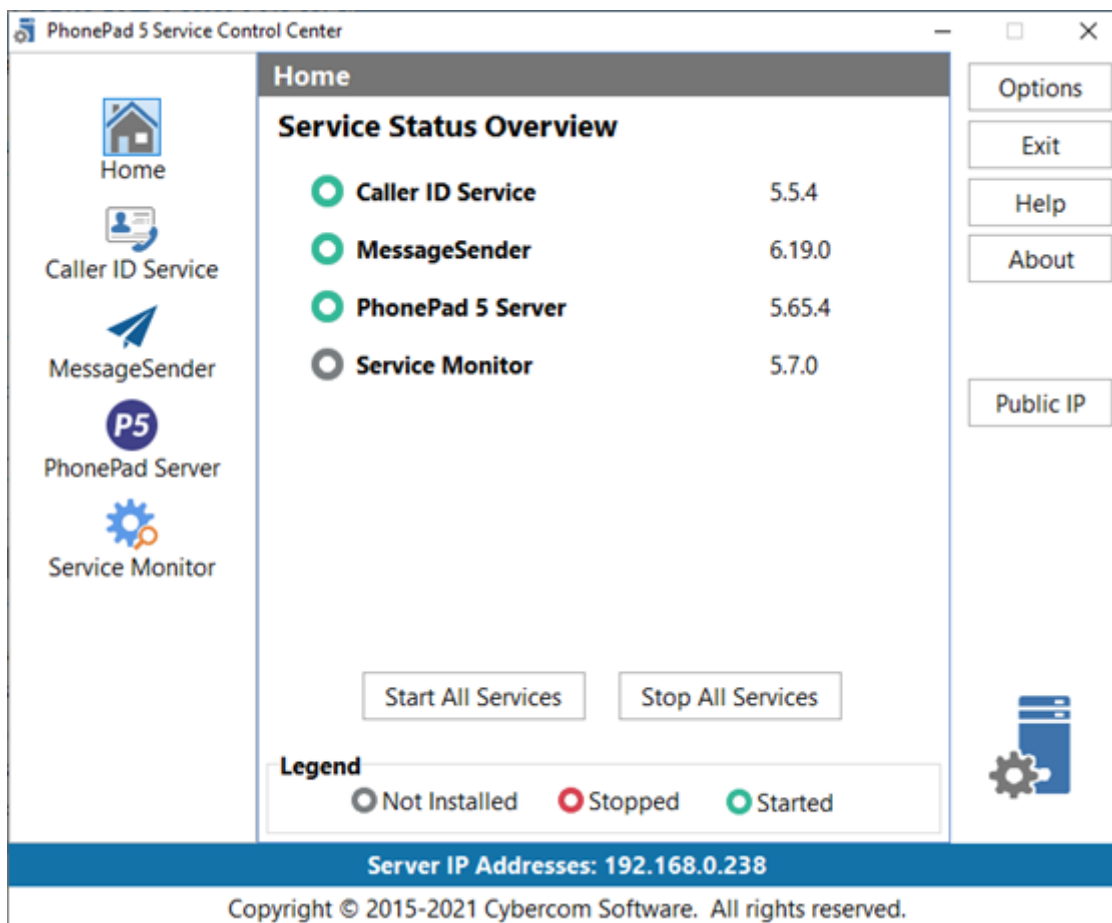 PhonePad 5 Service Control Center
Home
Caller ID Service
MessageSender
P5
PhonePad Server
Service Monitor
Home
Service Status Overview
Caller ID Service 5.5.4
MessageSender 6.19.0
PhonePad 5 Server 5.65.4
Service Monitor 5.7.0
Start All Services Stop All Services
Legend
Not Installed Stopped Started
Options
Exit
Help
About
Public IP
Server IP Addresses: 192.168.0.238
Copyright © 2015-2021 Cybercom Software. All rights reserved.